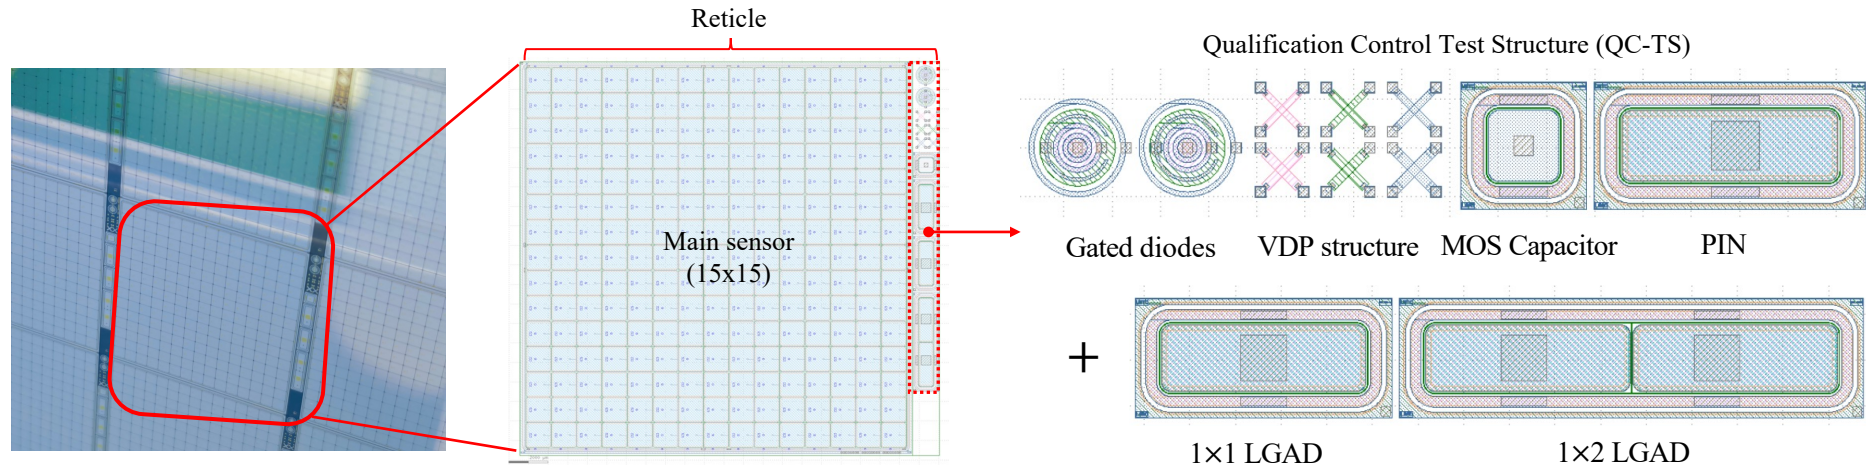 Reticle
Qualification Control Test Structure (QC-TS)
Main sensor
(15x15)
Gated diodes
VDP structure
MOS Capacitor
PIN
+
1×1 LGAD
1×2 LGAD